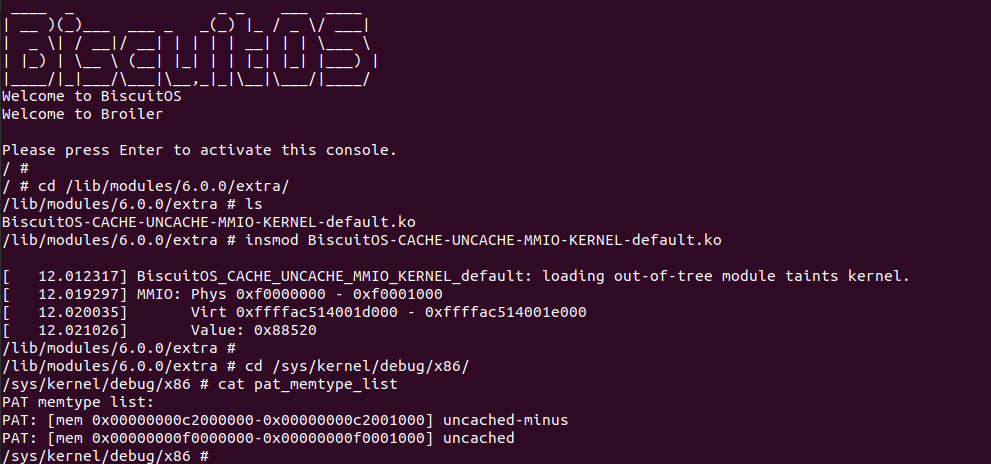 ____  _                _ _    ___  ____
| __ )(_)___  ___ _   _(_) |_ / _ \/ ___|
|  _ \| / __|/ __| | | | | __| | | \___ \
| |_) | \__ \ (__| |_| | | |_| |_| |___) |
|____/|_|___/\___|\__,_|_|\__|\___/|____/
Welcome to BiscuitOS
Welcome to Broiler
Please press Enter to activate this console.
/ #
/ # cd /lib/modules/6.0.0/extra/
/lib/modules/6.0.0/extra # ls
BiscuitOS-CACHE-UNCACHE-MMIO-KERNEL-default.ko
/lib/modules/6.0.0/extra # insmod BiscuitOS-CACHE-UNCACHE-MMIO-KERNEL-default.ko
[   12.012317] BiscuitOS_CACHE_UNCACHE_MMIO_KERNEL_default: loading out-of-tree module taints kernel.
[   12.019297] MMIO: Phys 0xf0000000 - 0xf0001000
[   12.020035]       Virt 0xffffac514001d000 - 0xffffac514001e000
[   12.021026]       Value: 0x88520
/lib/modules/6.0.0/extra #
/lib/modules/6.0.0/extra # cd /sys/kernel/debug/x86/
/sys/kernel/debug/x86 # cat pat_memtype_list
PAT memtype list:
PAT: [mem 0x00000000c2000000-0x00000000c2001000] uncached-minus
PAT: [mem 0x00000000f0000000-0x00000000f0001000] uncached
/sys/kernel/debug/x86 #